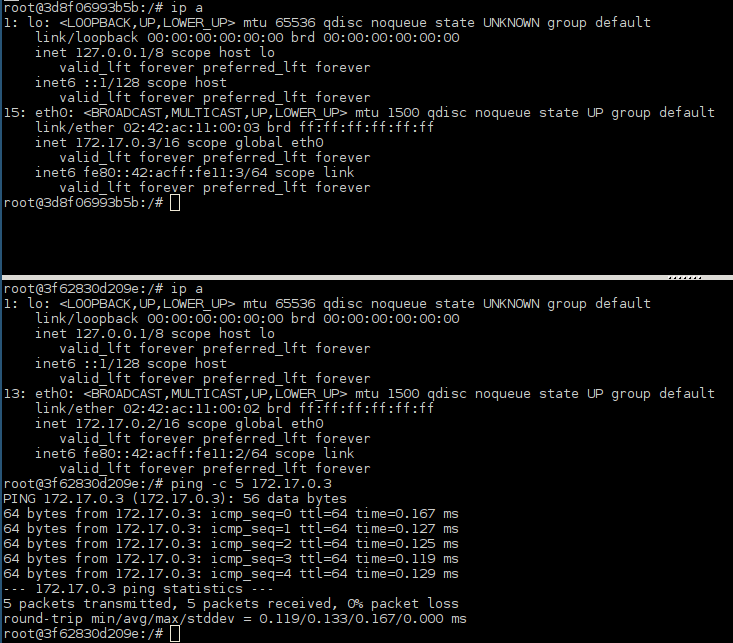 root@3d8f06993b5b:/# ip a
1: lo: <LOOPBACK,UP,LOWER_UP> mtu 65536 qdisc noqueue state UNKNOWN group default
    link/loopback 00:00:00:00:00:00 brd 00:00:00:00:00:00
    inet 127.0.0.1/8 scope host lo
       valid_lft forever preferred_lft forever
    inet6 ::1/128 scope host
       valid_lft forever preferred_lft forever
15: eth0: <BROADCAST,MULTICAST,UP,LOWER_UP> mtu 1500 qdisc noqueue state UP group default
    link/ether 02:42:ac:11:00:03 brd ff:ff:ff:ff:ff:ff
    inet 172.17.0.3/16 scope global eth0
       valid_lft forever preferred_lft forever
    inet6 fe80::42:acff:fe11:3/64 scope link
       valid_lft forever preferred_lft forever
root@3d8f06993b5b:/#
root@3f62830d209e:/# ip a
1: lo: <LOOPBACK,UP,LOWER_UP> mtu 65536 qdisc noqueue state UNKNOWN group default
    link/loopback 00:00:00:00:00:00 brd 00:00:00:00:00:00
    inet 127.0.0.1/8 scope host lo
       valid_lft forever preferred_lft forever
    inet6 ::1/128 scope host
       valid_lft forever preferred_lft forever
13: eth0: <BROADCAST,MULTICAST,UP,LOWER_UP> mtu 1500 qdisc noqueue state UP group default
    link/ether 02:42:ac:11:00:02 brd ff:ff:ff:ff:ff:ff
    inet 172.17.0.2/16 scope global eth0
       valid_lft forever preferred_lft forever
    inet6 fe80::42:acff:fe11:2/64 scope link
       valid_lft forever preferred_lft forever
root@3f62830d209e:/# ping -c 5 172.17.0.3
PING 172.17.0.3 (172.17.0.3): 56 data bytes
64 bytes from 172.17.0.3: icmp_seq=0 ttl=64 time=0.167 ms
64 bytes from 172.17.0.3: icmp_seq=1 ttl=64 time=0.127 ms
64 bytes from 172.17.0.3: icmp_seq=2 ttl=64 time=0.125 ms
64 bytes from 172.17.0.3: icmp_seq=3 ttl=64 time=0.119 ms
64 bytes from 172.17.0.3: icmp_seq=4 ttl=64 time=0.129 ms
--- 172.17.0.3 ping statistics ---
5 packets transmitted, 5 packets received, 0% packet loss
round-trip min/avg/max/stddev = 0.119/0.133/0.167/0.000 ms
root@3f62830d209e:/#